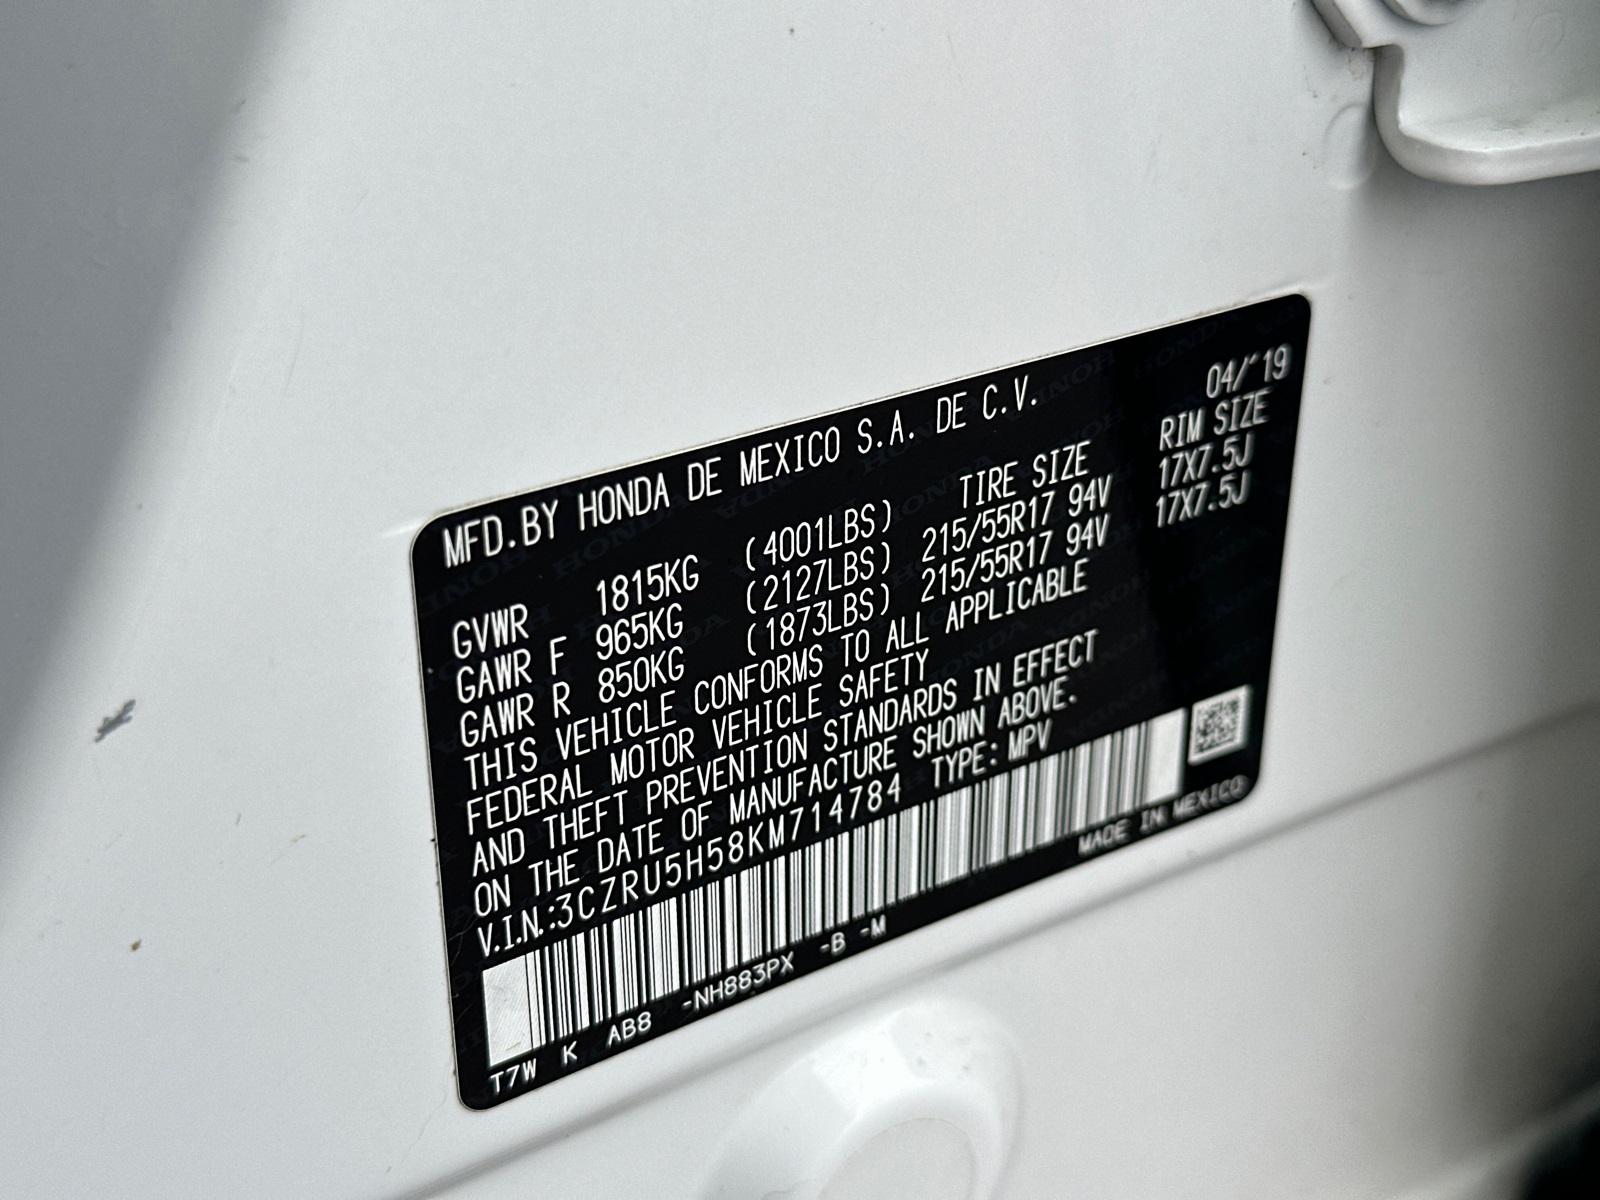 MFD.BY HONDA DE MEXICO S.A. DE C.V. 04/'19
TIRE SIZE RIM SIZE
GVWR 1815KG (4001LBS) 215/55R17 94V 17X7.5J
GAWR F 965KG (2127LBS) 215/55R17 94V 17X7.5J
GAWR R 850KG (1873LBS)
THIS VEHICLE CONFORMS TO ALL APPLICABLE
FEDERAL MOTOR VEHICLE SAFETY
AND THEFT PREVENTION STANDARDS IN EFFECT
ON THE DATE OF MANUFACTURE SHOWN ABOVE.
V.I.N.:3CZRU5H58KM714784 TYPE: MPV
MADE IN MEXICO
T7W K AB8 -NH883PX -B -M